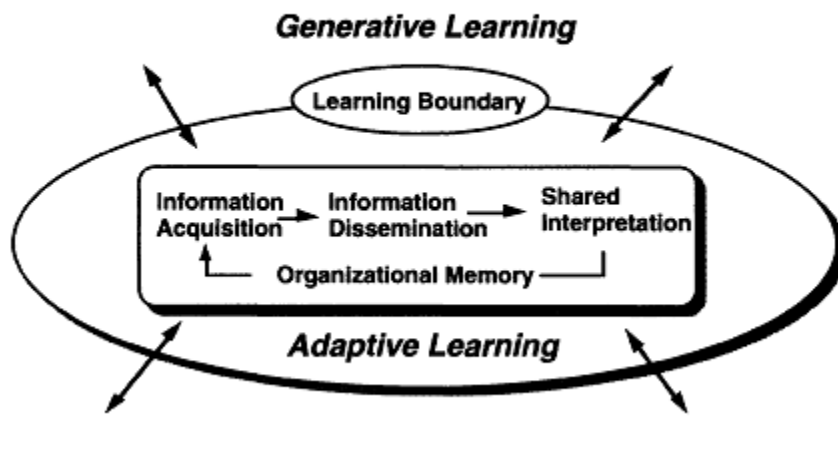 Generative Learning
Learning Boundary
Information
Acquisition
Information
Dissemination
Shared
Interpretation
Organizational Memory
Adaptive Learning